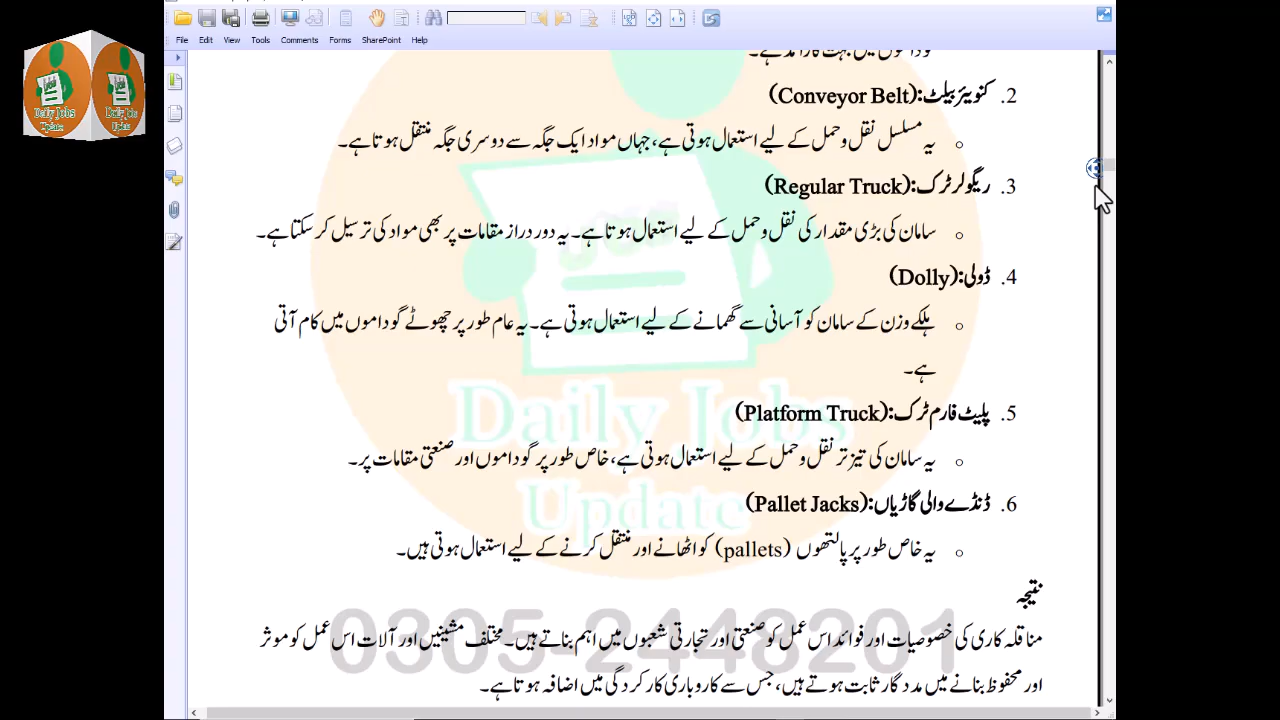 File Edit View Tools Comments Forms SharePoint Help
Daily Jobs
Update
2. کنویئر بیلٹ: (Conveyor Belt)
○ یہ مسلسل نقل و حمل کے لیے استعمال ہوتی ہے، جہاں مواد ایک جگہ سے دوسری جگہ منتقل ہوتا ہے۔
3. ریگولر ٹرک: (Regular Truck)
○ سامان کی بڑی مقدار کی نقل و حمل کے لیے استعمال ہوتا ہے۔ یہ دور دراز مقامات پر بھی مواد کی ترسیل کر سکتا ہے۔
4. ڈولی: (Dolly)
○ ہلکے وزن کے سامان کو آسانی سے گھمانے کے لیے استعمال ہوتی ہے۔ یہ عام طور پر چھوٹے گوداموں میں کام آتی
ہے۔
5. پلیٹ فارم ٹرک: (Platform Truck)
○ یہ سامان کی تیز تر نقل و حمل کے لیے استعمال ہوتی ہے، خاص طور پر گوداموں اور صنعتی مقامات پر۔
6. ڈنڈے والی گاڑیاں: (Pallet Jacks)
○ یہ خاص طور پر پالتھوں (pallets) کو اٹھانے اور منتقل کرنے کے لیے استعمال ہوتی ہیں۔
نتیجہ
مناقلہ کاری کی خصوصیات اور فوائد اس عمل کو صنعتی اور تجارتی شعبوں میں اہم بناتے ہیں۔ مختلف مشینیں اور آلات اس عمل کو موثر
اور محفوظ بنانے میں مددگار ثابت ہوتے ہیں، جس سے کاروباری کارکردگی میں اضافہ ہوتا ہے۔
Daily Jobs
Update
0305-2448201